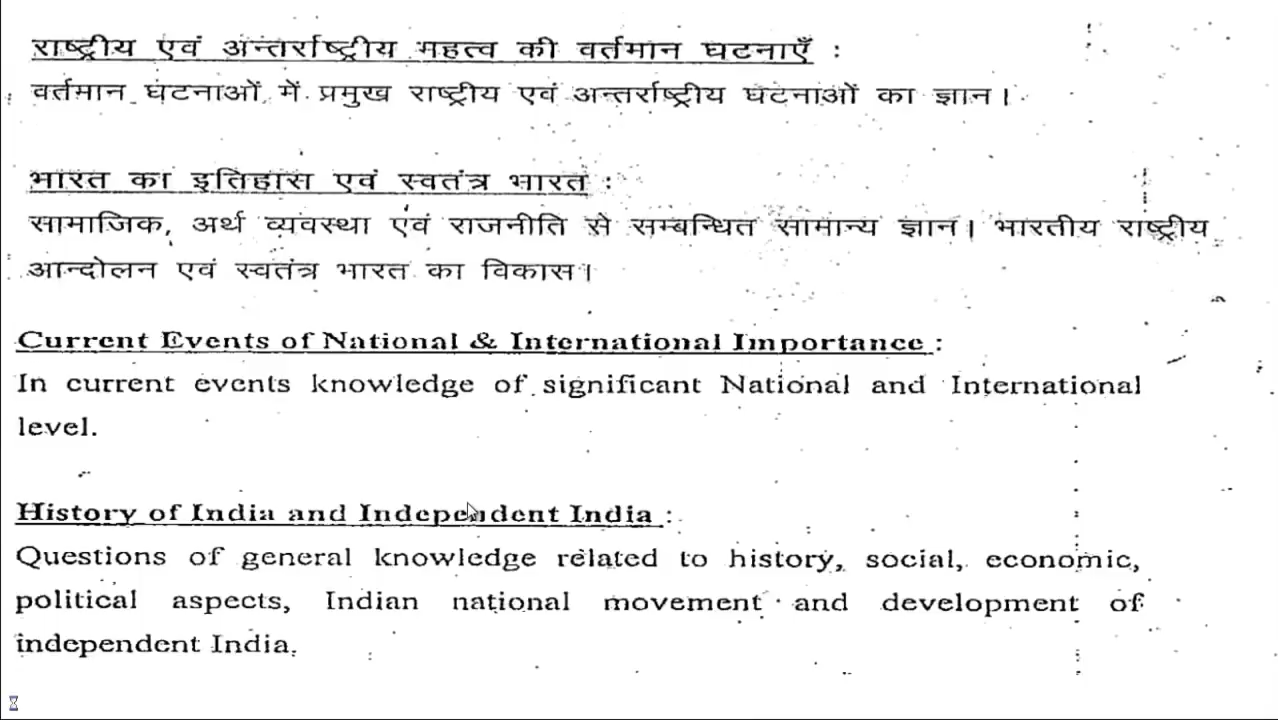 राष्ट्रीय एवं अन्तर्राष्ट्रीय महत्व की वर्तमान घटनाएँ :
वर्तमान घटनाओं में प्रमुख राष्ट्रीय एवं अन्तर्राष्ट्रीय घटनाओं का ज्ञान।
भारत का इतिहास एवं स्वतंत्र भारत :
सामाजिक, अर्थ व्यवस्था एवं राजनीति से सम्बन्धित सामान्य ज्ञान। भारतीय राष्ट्रीय
आन्दोलन एवं स्वतंत्र भारत का विकास।
Current Events of National & International Importance :
In current events knowledge of significant National and International
level.
History of India and Independent India :
Questions of general knowledge related to history, social, economic,
political aspects, Indian national movement and development of
independent India.